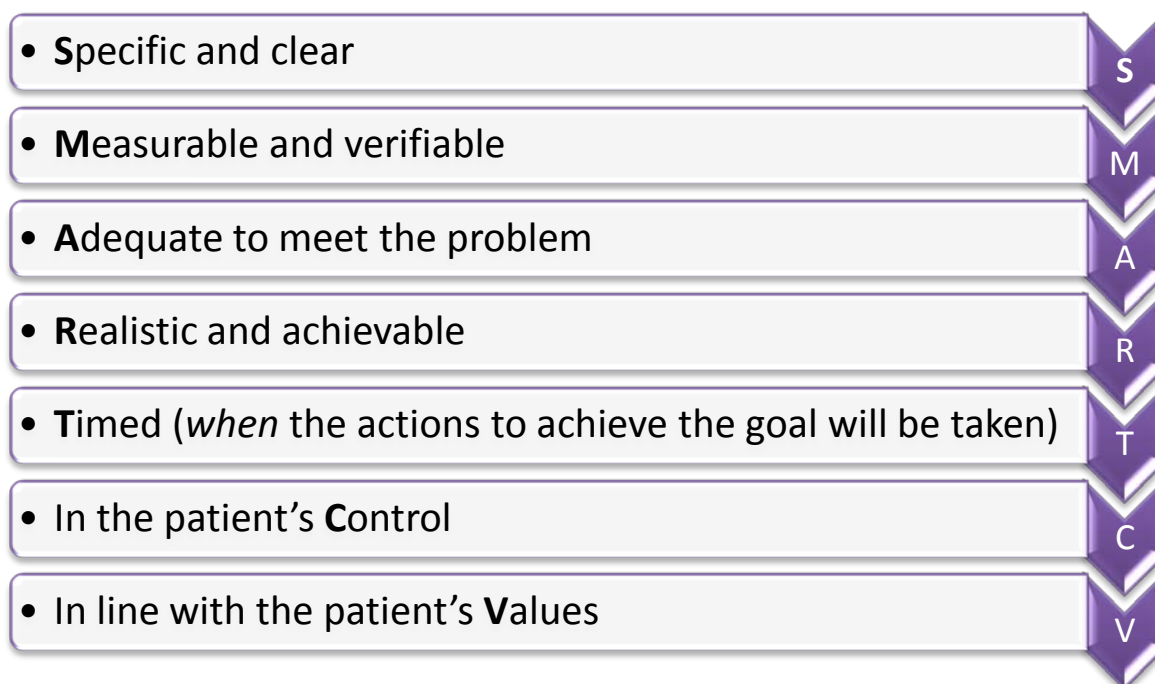 • Specific and clear
S
• Measurable and verifiable
M
• Adequate to meet the problem
A
• Realistic and achievable
R
• Timed (when the actions to achieve the goal will be taken)
T
• In the patient’s Control
C
• In line with the patient’s Values
V